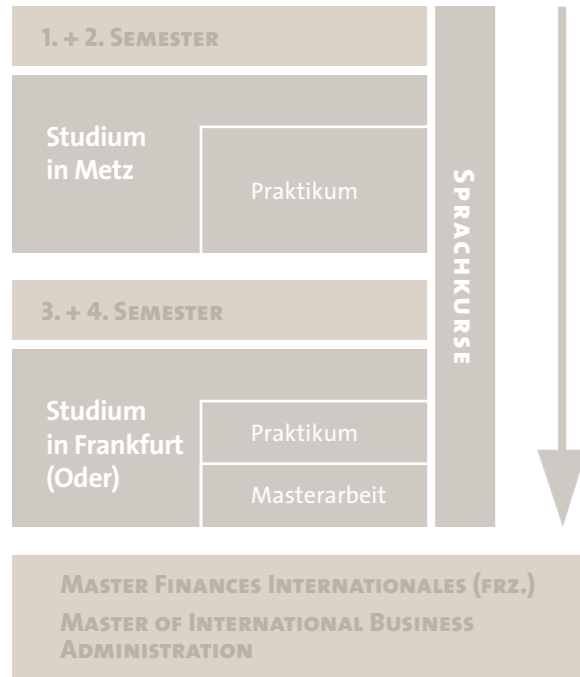 1. + 2. SEMESTER
Studium
in Metz
Praktikum
SPRACHKURSE
3. + 4. SEMESTER
Studium
in Frankfurt
(Oder)
Praktikum
Masterarbeit
MASTER FINANCES INTERNATIONALES (FRZ.)
MASTER OF INTERNATIONAL BUSINESS
ADMINISTRATION